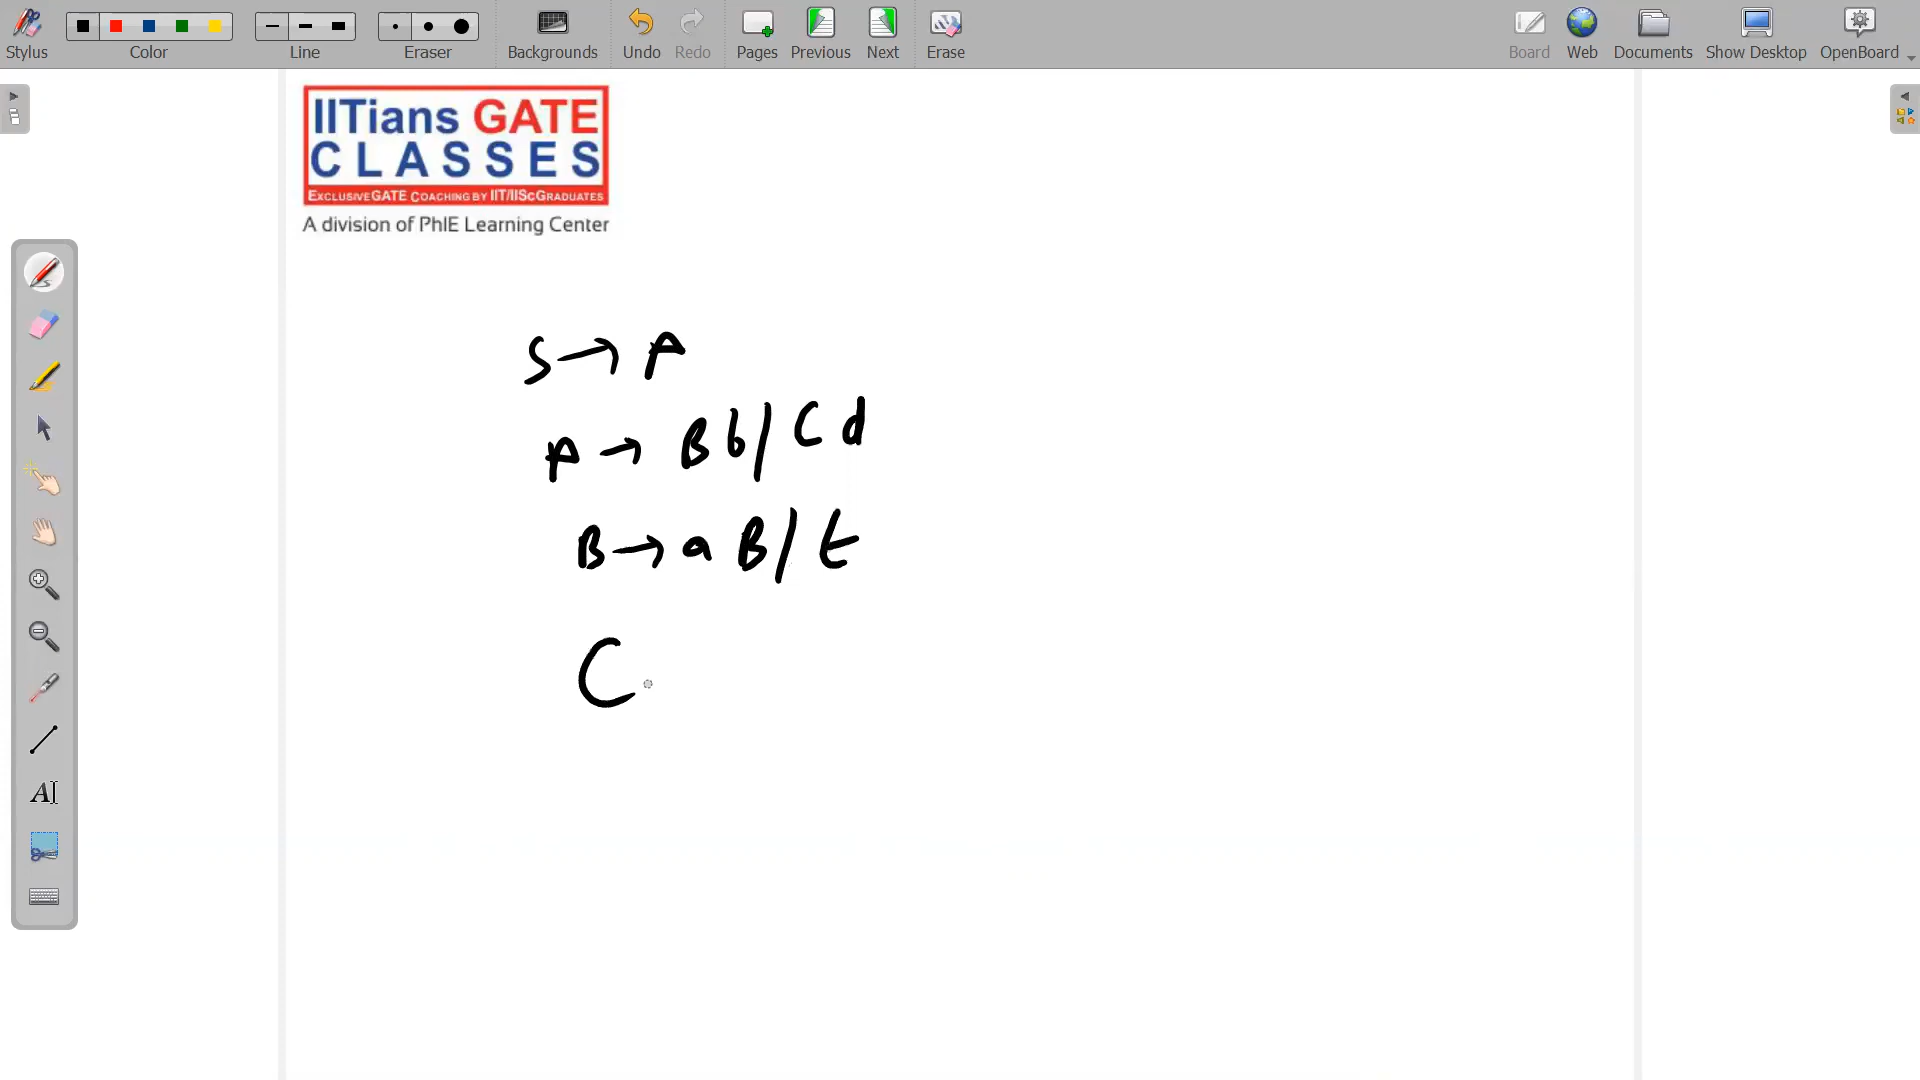 Stylus
Color
Line
Eraser
Backgrounds
Undo
Redo
Pages
Previous
Next
Erase
Board
Web
Documents
Show Desktop
OpenBoard
IITians GATE
CLASSES
EXCLUSIVE GATE COACHING BY IIT/IISc GRADUATES
A division of PhIE Learning Center
S → A
A → Bb / Cd
B → aB / t
C